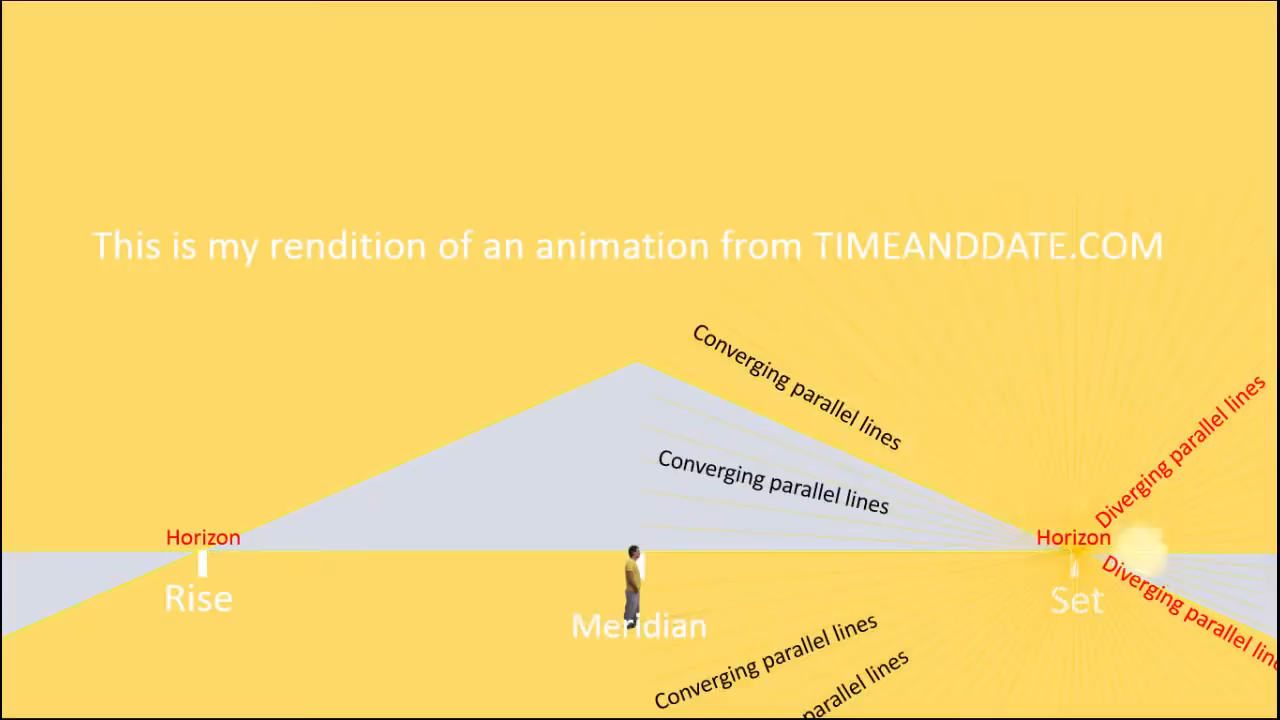 This is my rendition of an animation from TIMEANDDATE.COM
Converging parallel lines
Diverging parallel lines
Converging parallel lines
Horizon
Horizon
Rise
Set
Diverging parallel
Meridian
Converging parallel lines
parallel lines